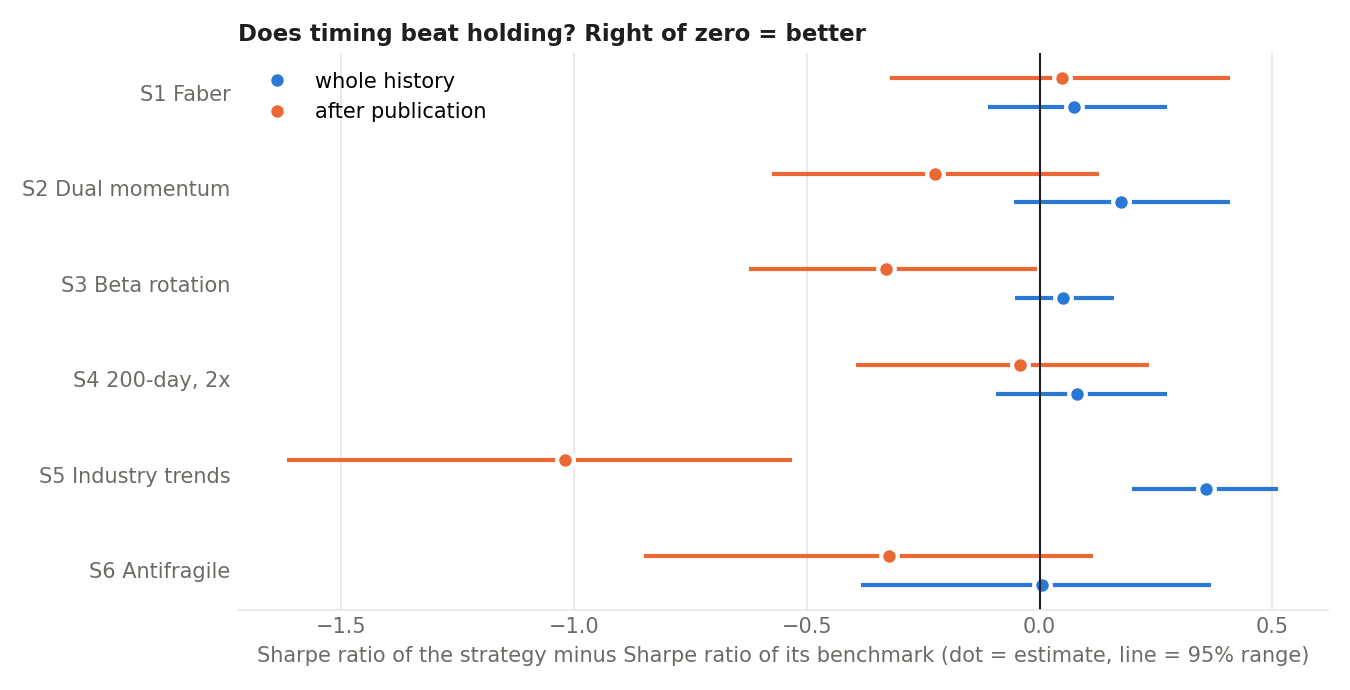 Does timing beat holding? Right of zero = better
whole history
after publication
S1 Faber
S2 Dual momentum
S3 Beta rotation
S4 200-day, 2x
S5 Industry trends
S6 Antifragile
−1.5 −1.0 −0.5 0.0 0.5
Sharpe ratio of the strategy minus Sharpe ratio of its benchmark (dot = estimate, line = 95% range)